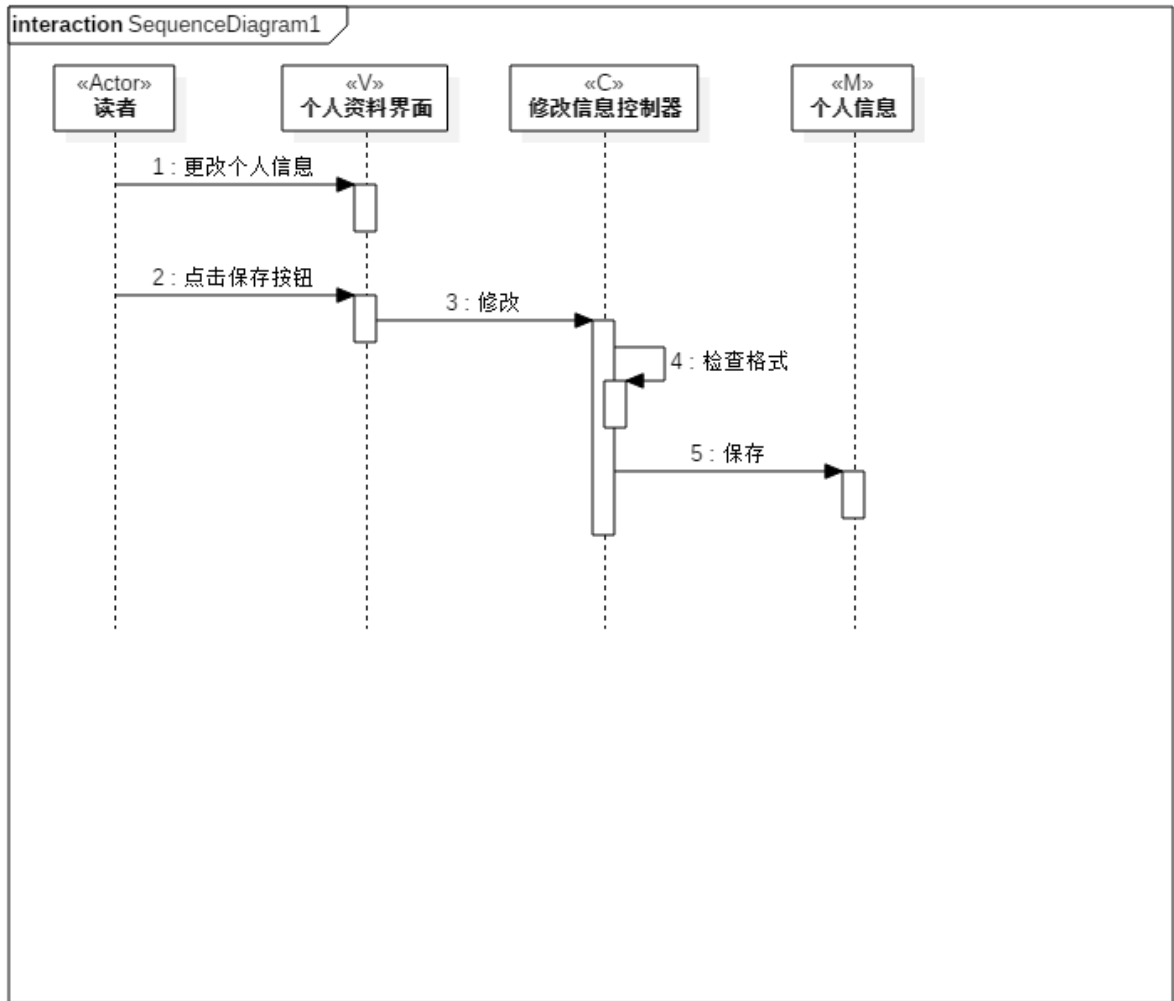 interaction SequenceDiagram1
«Actor»
读者
«V»
个人资料界面
«C»
修改信息控制器
«M»
个人信息
1 : 更改个人信息
2 : 点击保存按钮
3 : 修改
4 : 检查格式
5 : 保存